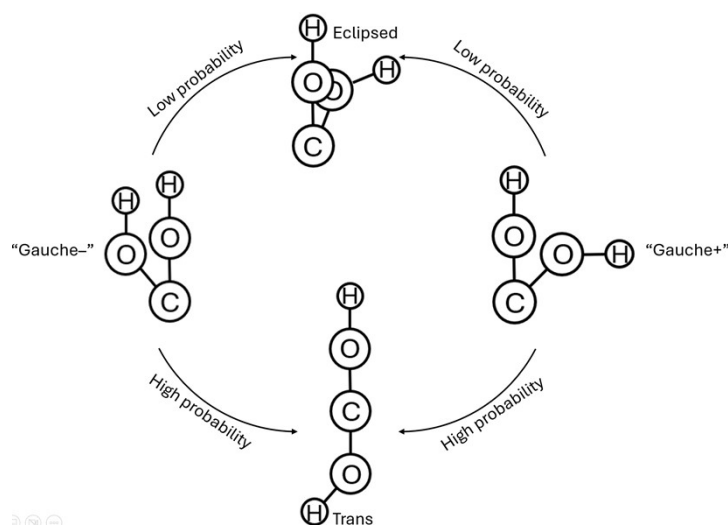 H
Eclipsed
O
O
H
C
Low probability
Low probability
H
H
O
O
C
“Gauche–”
H
O
O
H
C
“Gauche+”
H
O
C
O
H
Trans
High probability
High probability